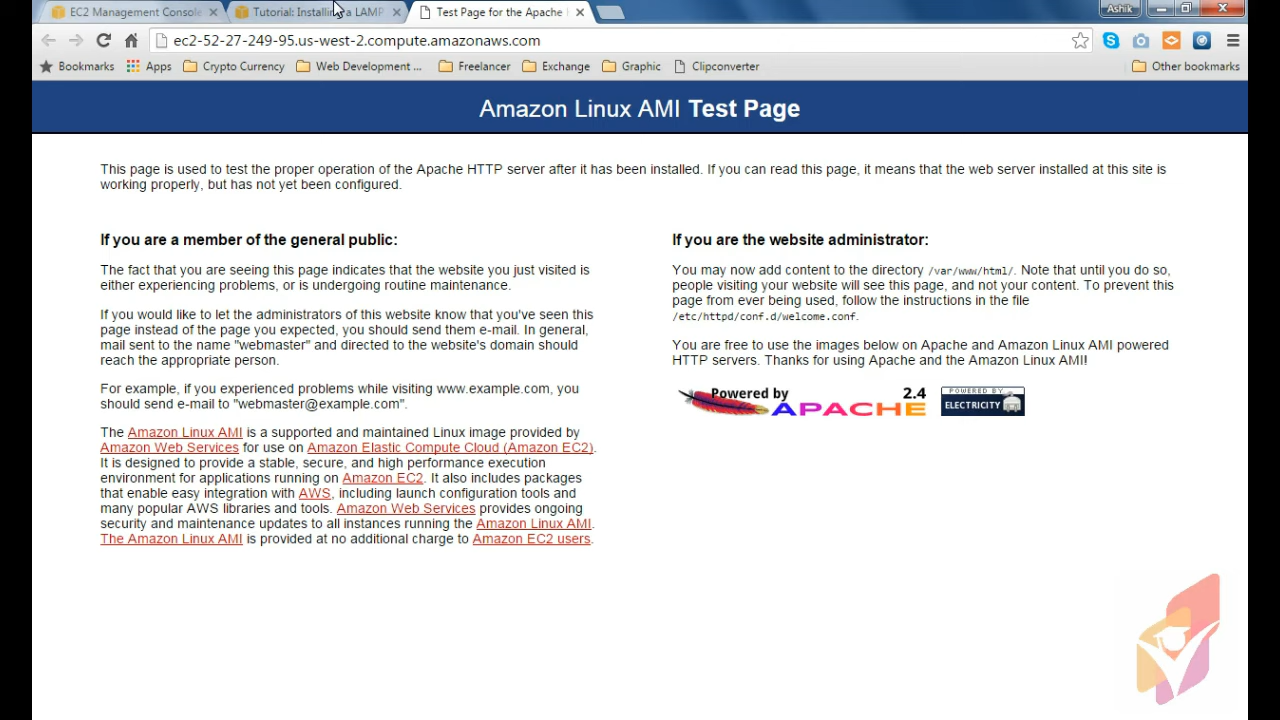 EC2 Management Console
Tutorial: Installing a LAMP
Test Page for the Apache
Ashik
ec2-52-27-249-95.us-west-2.compute.amazonaws.com
Bookmarks
Apps
Crypto Currency
Web Development ...
Freelancer
Exchange
Graphic
Clipconverter
Other bookmarks
Amazon Linux AMI Test Page
This page is used to test the proper operation of the Apache HTTP server after it has been installed. If you can read this page, it means that the web server installed at this site is
working properly, but has not yet been configured.
If you are a member of the general public:
The fact that you are seeing this page indicates that the website you just visited is
either experiencing problems, or is undergoing routine maintenance.
If you would like to let the administrators of this website know that you've seen this
page instead of the page you expected, you should send them e-mail. In general,
mail sent to the name "webmaster" and directed to the website's domain should
reach the appropriate person.
For example, if you experienced problems while visiting www.example.com, you
should send e-mail to "webmaster@example.com".
The Amazon Linux AMI is a supported and maintained Linux image provided by
Amazon Web Services for use on Amazon Elastic Compute Cloud (Amazon EC2).
It is designed to provide a stable, secure, and high performance execution
environment for applications running on Amazon EC2. It also includes packages
that enable easy integration with AWS, including launch configuration tools and
many popular AWS libraries and tools. Amazon Web Services provides ongoing
security and maintenance updates to all instances running the Amazon Linux AMI.
The Amazon Linux AMI is provided at no additional charge to Amazon EC2 users.
If you are the website administrator:
You may now add content to the directory /var/www/html/. Note that until you do so,
people visiting your website will see this page, and not your content. To prevent this
page from ever being used, follow the instructions in the file
/etc/httpd/conf.d/welcome.conf.
You are free to use the images below on Apache and Amazon Linux AMI powered
HTTP servers. Thanks for using Apache and the Amazon Linux AMI!
Powered by 2.4
APACHE
POWERED BY
ELECTRICITY